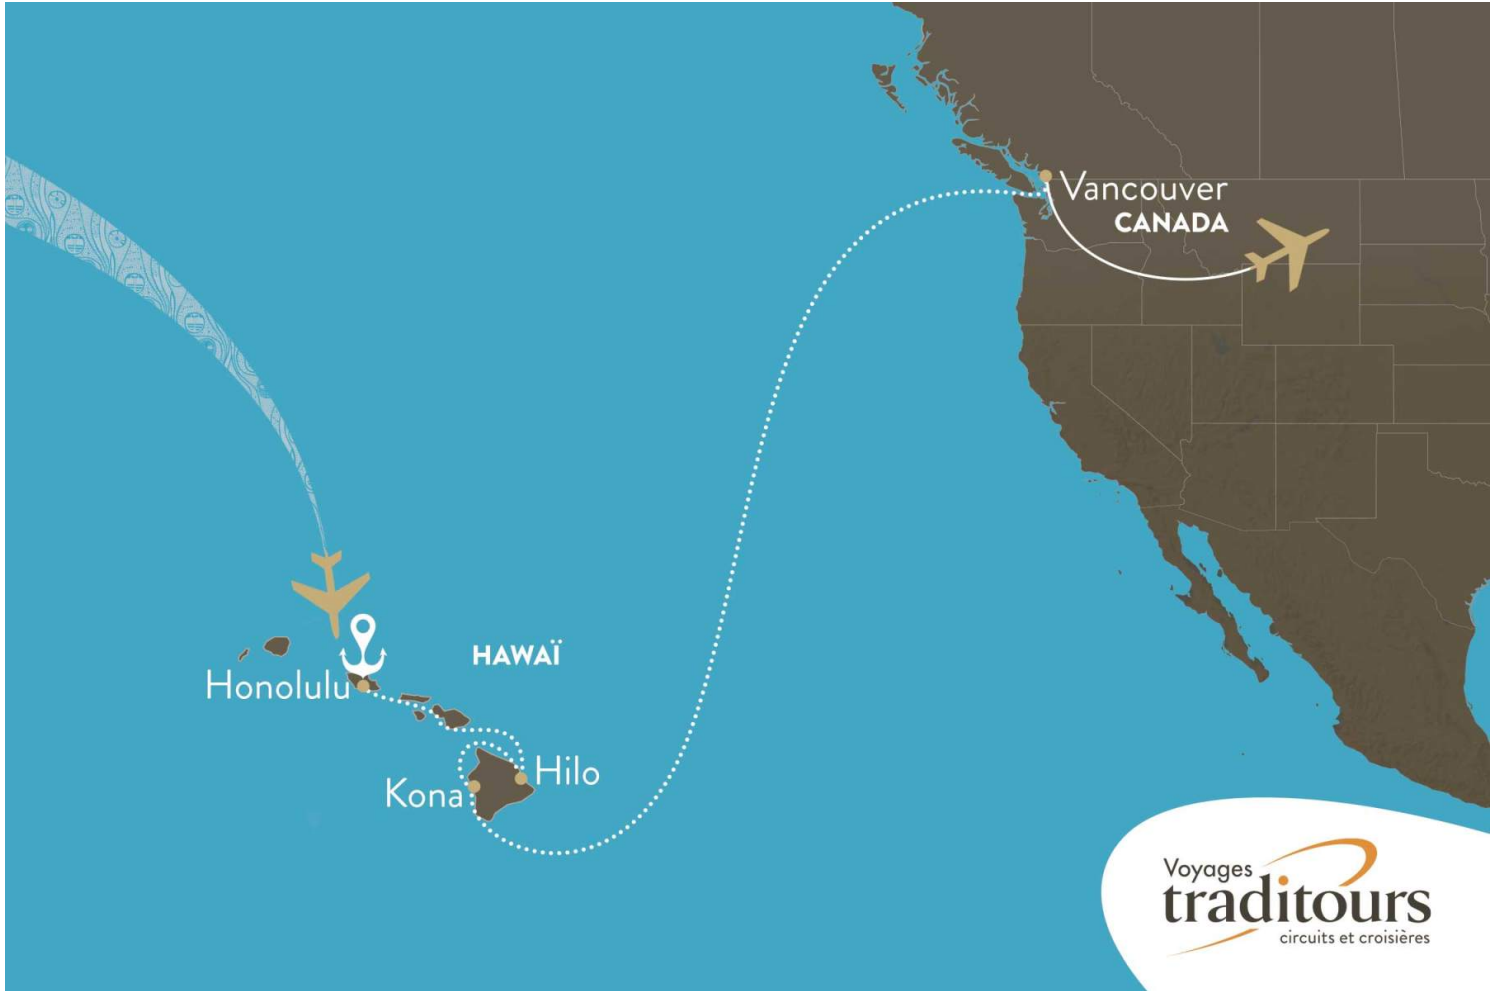 Vancouver
CANADA
HAWAÏ
Honolulu
Hilo
Kona
Voyages
traditours
circuits et croisières